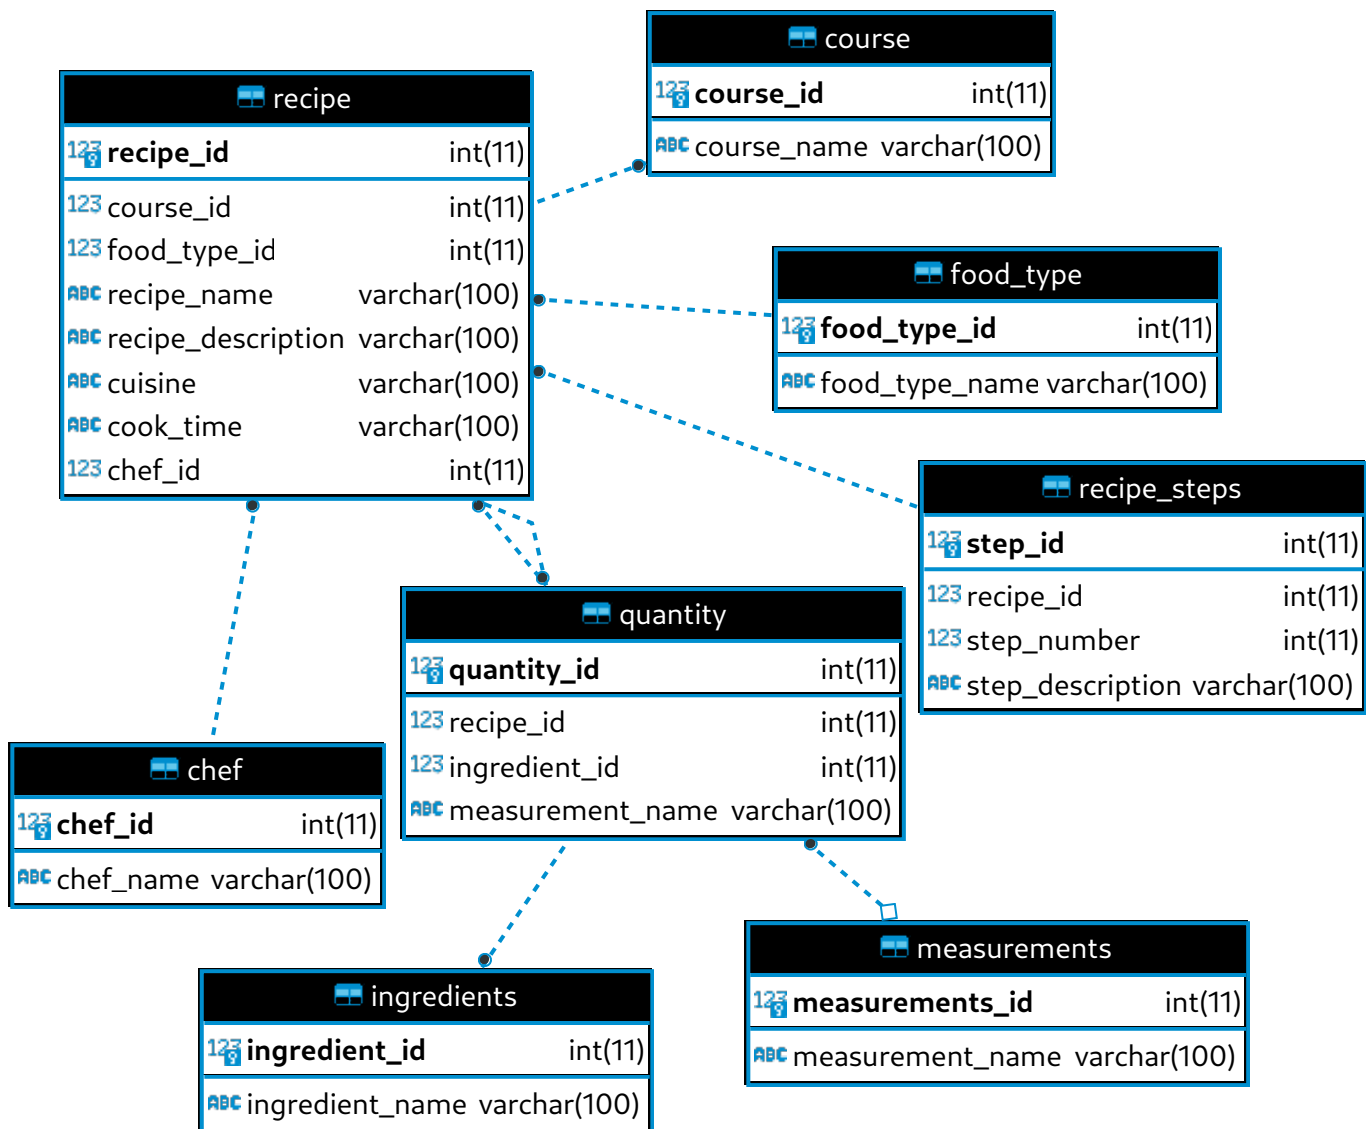 course
123 course_id int(11)
ABC course_name varchar(100)
recipe
123 recipe_id int(11)
123 course_id int(11)
123 food_type_id int(11)
ABC recipe_name varchar(100)
ABC recipe_description varchar(100)
ABC cuisine varchar(100)
ABC cook_time varchar(100)
123 chef_id int(11)
food_type
123 food_type_id int(11)
ABC food_type_name varchar(100)
recipe_steps
123 step_id int(11)
123 recipe_id int(11)
123 step_number int(11)
ABC step_description varchar(100)
quantity
123 quantity_id int(11)
123 recipe_id int(11)
123 ingredient_id int(11)
ABC measurement_name varchar(100)
chef
123 chef_id int(11)
ABC chef_name varchar(100)
measurements
123 measurements_id int(11)
ABC measurement_name varchar(100)
ingredients
123 ingredient_id int(11)
ABC ingredient_name varchar(100)